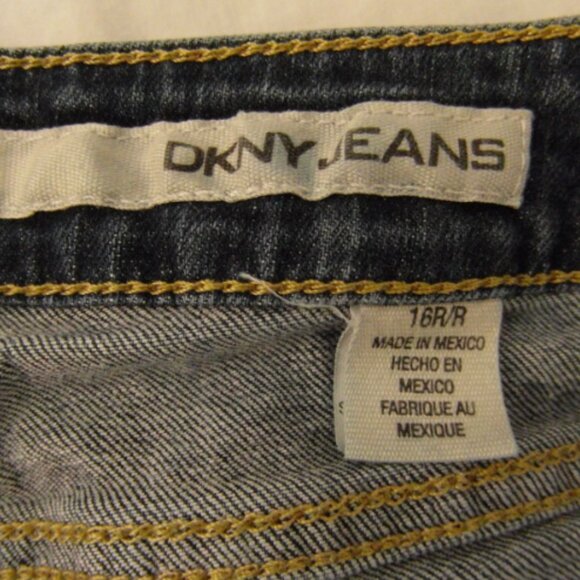 DKNY JEANS
16R/R
MADE IN MEXICO
HECHO EN
MEXICO
FABRIQUE AU
MEXIQUE